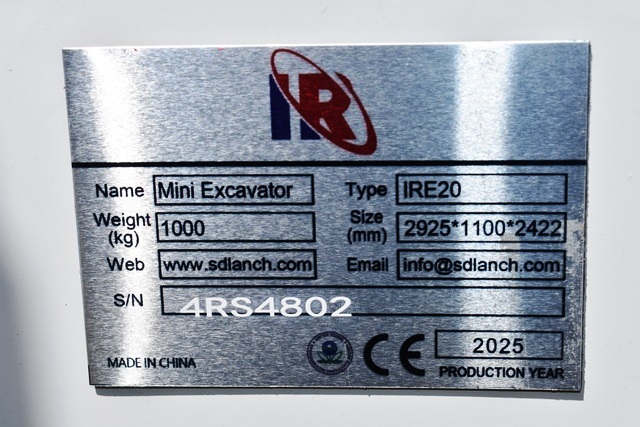 IR
Name Mini Excavator Type IRE20
Weight (kg) 1000 Size (mm) 2925*1100*2422
Web www.sdlanch.com Email info@sdlanch.com
S/N 4RS4802
MADE IN CHINA CE 2025
PRODUCTION YEAR